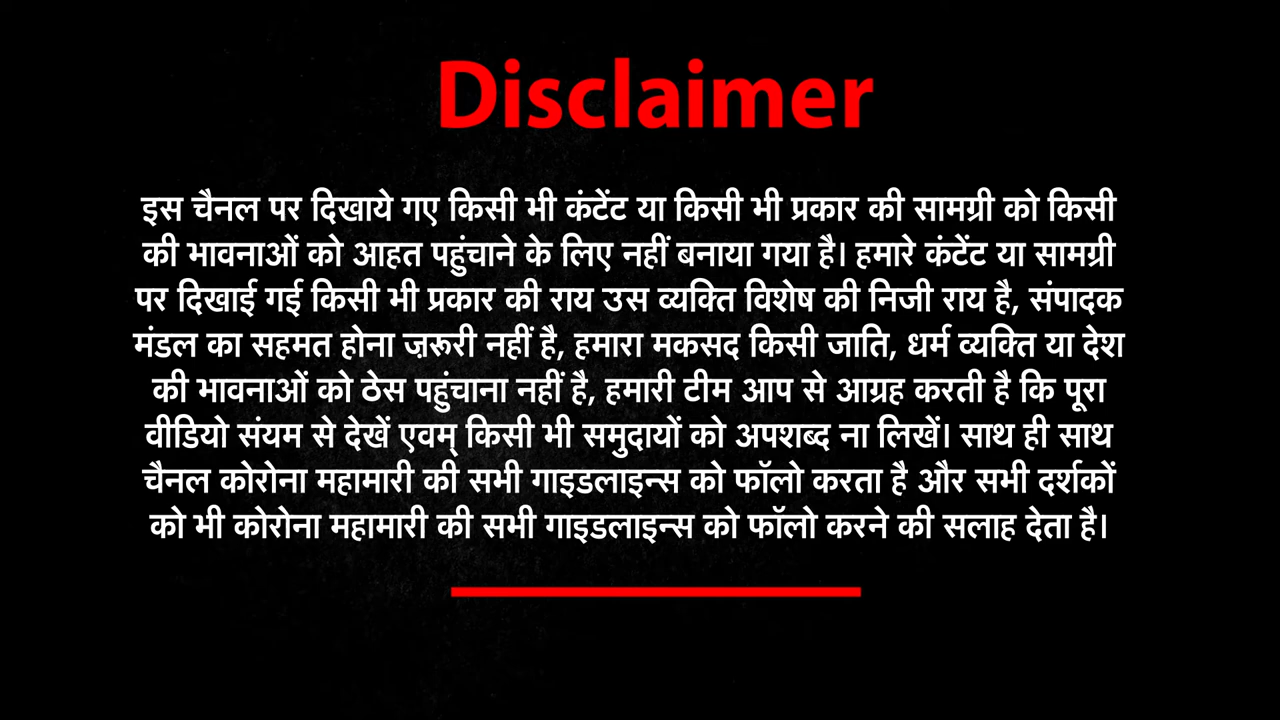 Disclaimer
इस चैनल पर दिखाये गए किसी भी कंटेंट या किसी भी प्रकार की सामग्री को किसी
की भावनाओं को आहत पहुंचाने के लिए नहीं बनाया गया है। हमारे कंटेंट या सामग्री
पर दिखाई गई किसी भी प्रकार की राय उस व्यक्ति विशेष की निजी राय है, संपादक
मंडल का सहमत होना ज़रूरी नहीं है, हमारा मकसद किसी जाति, धर्म व्यक्ति या देश
की भावनाओं को ठेस पहुंचाना नहीं है, हमारी टीम आप से आग्रह करती है कि पूरा
वीडियो संयम से देखें एवम् किसी भी समुदायों को अपशब्द ना लिखें। साथ ही साथ
चैनल कोरोना महामारी की सभी गाइडलाइन्स को फॉलो करता है और सभी दर्शकों
को भी कोरोना महामारी की सभी गाइडलाइन्स को फॉलो करने की सलाह देता है।